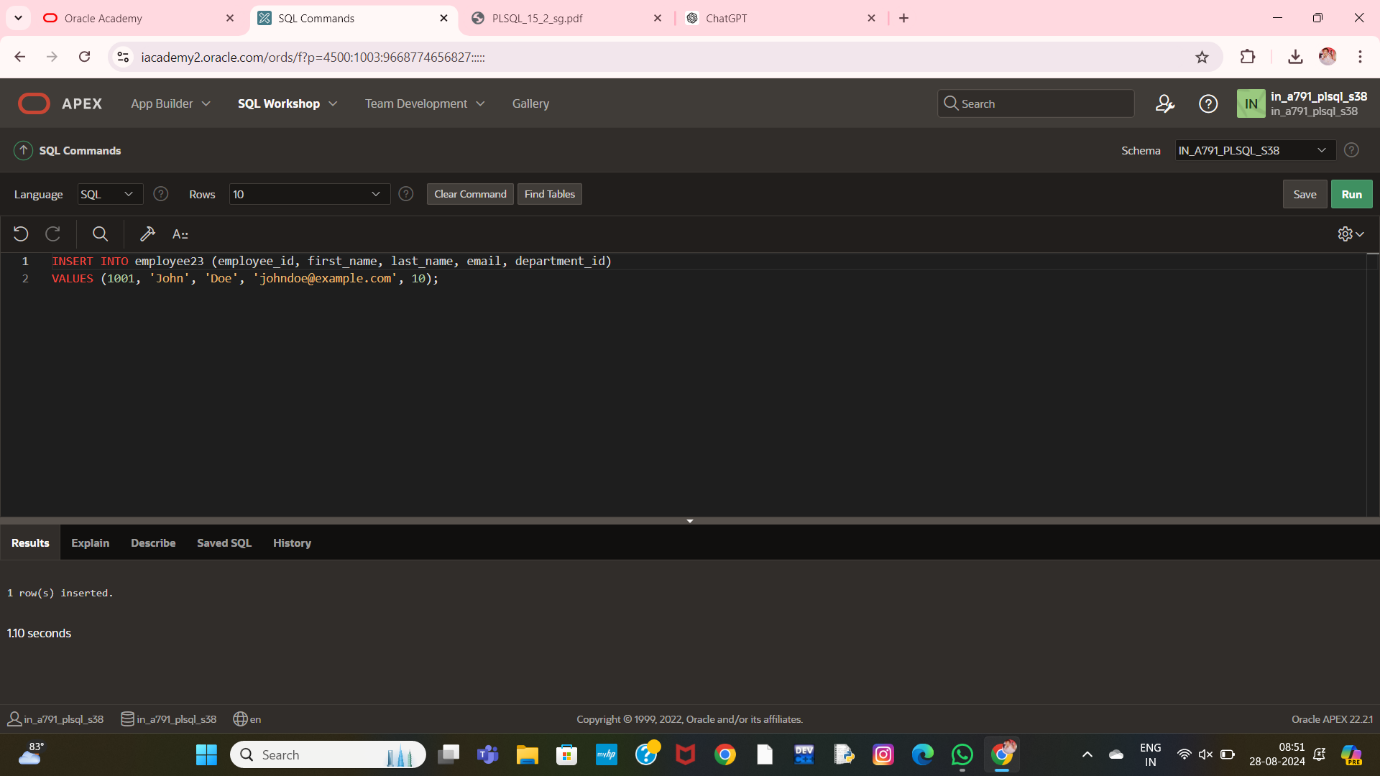 Oracle Academy
SQL Commands
PLSQL_15_2_sg.pdf
ChatGPT
iacademy2.oracle.com/ords/f?p=4500:1003:9668774656827:::::
APEX App Builder SQL Workshop Team Development Gallery Search IN in_a791_plsql_s38
in_a791_plsql_s38
SQL Commands Schema IN_A791_PLSQL_S38
Language SQL Rows 10 Clear Command Find Tables Save Run
A
1 INSERT INTO employee23 (employee_id, first_name, last_name, email, department_id)
2 VALUES (1001, 'John', 'Doe', 'johndoe@example.com', 10);
Results Explain Describe Saved SQL History
1 row(s) inserted.
1.10 seconds
in_a791_plsql_s38 in_a791_plsql_s38 en Copyright © 1999, 2022, Oracle and/or its affiliates. Oracle APEX 22.2.1
83° Search myhp DEV PRE
ENG 08:51
IN 28-08-2024